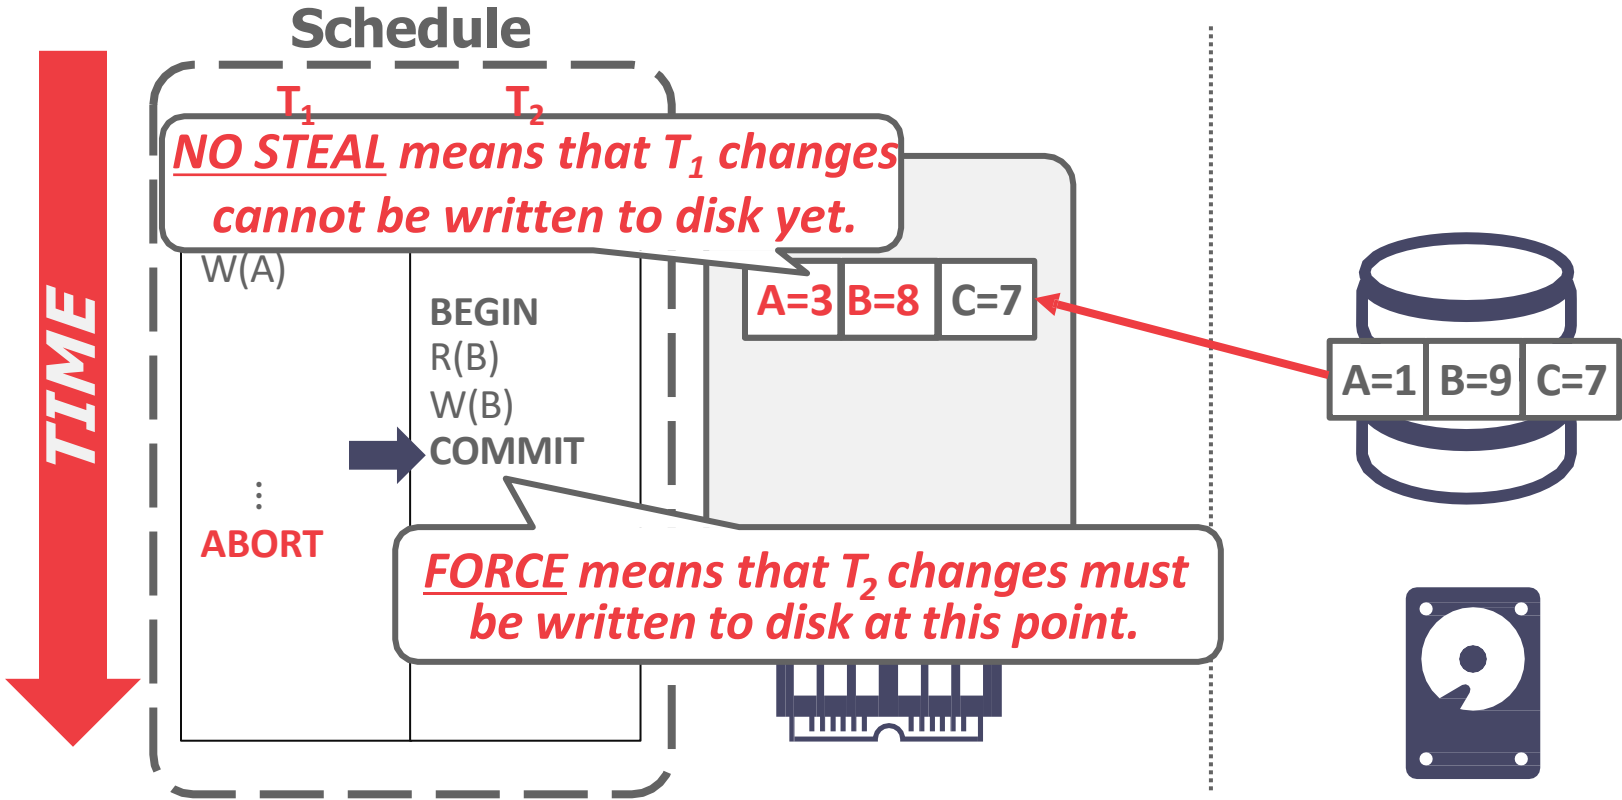 Schedule
T1 T2
NO STEAL means that T1 changes
cannot be written to disk yet.
W(A)
BEGIN
R(B)
W(B)
COMMIT
⋮
ABORT
A=3 B=8 C=7
A=1 B=9 C=7
FORCE means that T2 changes must
be written to disk at this point.
TIME